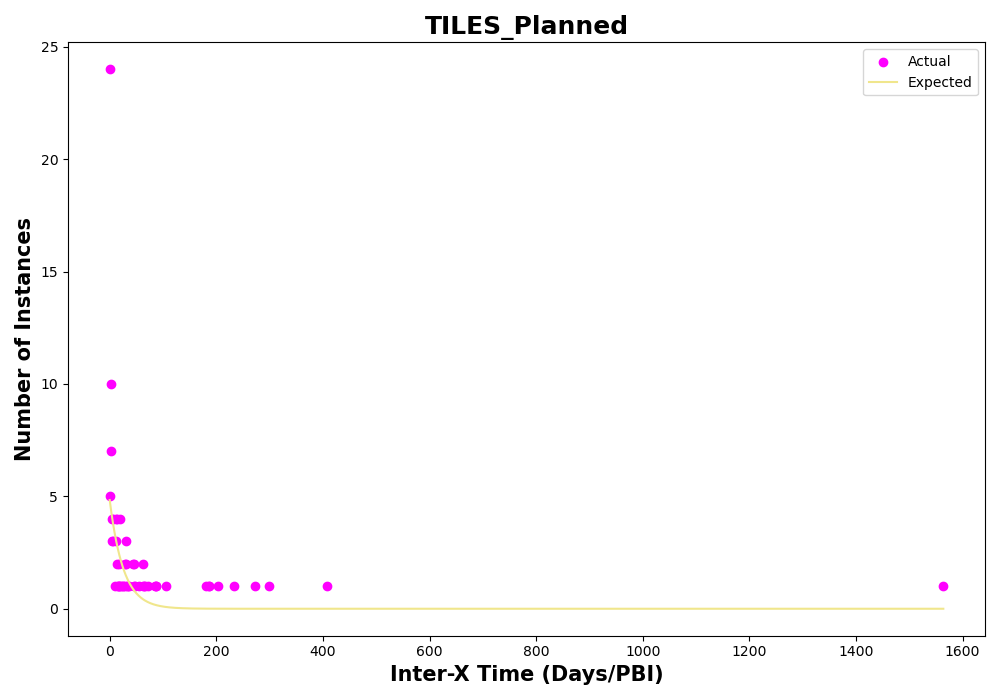 TILES_Planned
Actual
Expected
25
20
15
10
5
0
Number of Instances
0 200 400 600 800 1000 1200 1400 1600
Inter-X Time (Days/PBI)